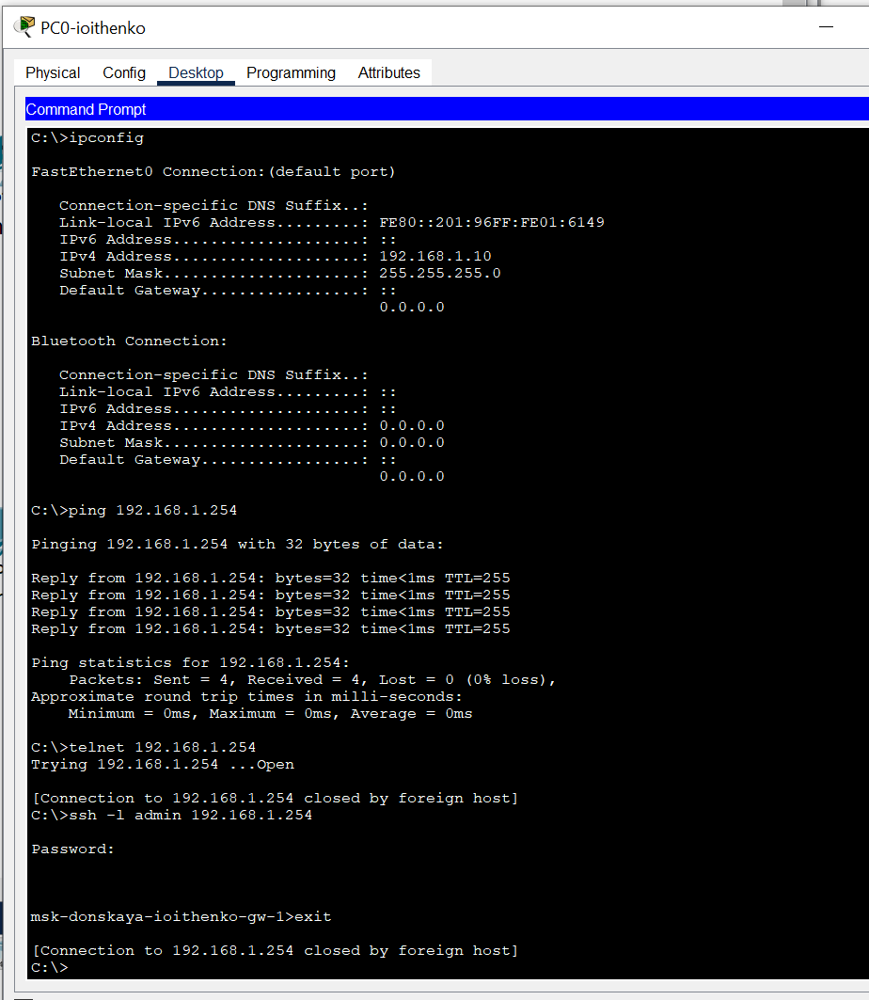 PC0-ioithenko
Physical Config Desktop Programming Attributes
Command Prompt
C:\>ipconfig
FastEthernet0 Connection:(default port)
Connection-specific DNS Suffix..:
Link-local IPv6 Address.........: FE80::201:96FF:FE01:6149
IPv6 Address....................: ::
IPv4 Address....................: 192.168.1.10
Subnet Mask.....................: 255.255.255.0
Default Gateway.................: ::
0.0.0.0
Bluetooth Connection:
Connection-specific DNS Suffix..:
Link-local IPv6 Address.........: ::
IPv6 Address....................: ::
IPv4 Address....................: 0.0.0.0
Subnet Mask.....................: 0.0.0.0
Default Gateway.................: ::
0.0.0.0
C:\>ping 192.168.1.254
Pinging 192.168.1.254 with 32 bytes of data:
Reply from 192.168.1.254: bytes=32 time<1ms TTL=255
Reply from 192.168.1.254: bytes=32 time<1ms TTL=255
Reply from 192.168.1.254: bytes=32 time<1ms TTL=255
Reply from 192.168.1.254: bytes=32 time<1ms TTL=255
Ping statistics for 192.168.1.254:
Packets: Sent = 4, Received = 4, Lost = 0 (0% loss),
Approximate round trip times in milli-seconds:
Minimum = 0ms, Maximum = 0ms, Average = 0ms
C:\>telnet 192.168.1.254
Trying 192.168.1.254 ...Open
[Connection to 192.168.1.254 closed by foreign host]
C:\>ssh -l admin 192.168.1.254
Password:
msk-donskaya-ioithenko-gw-1>exit
[Connection to 192.168.1.254 closed by foreign host]
C:\>